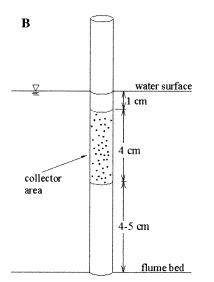 B
water surface
1 cm
4 cm
collector
area
4-5 cm
flume bed